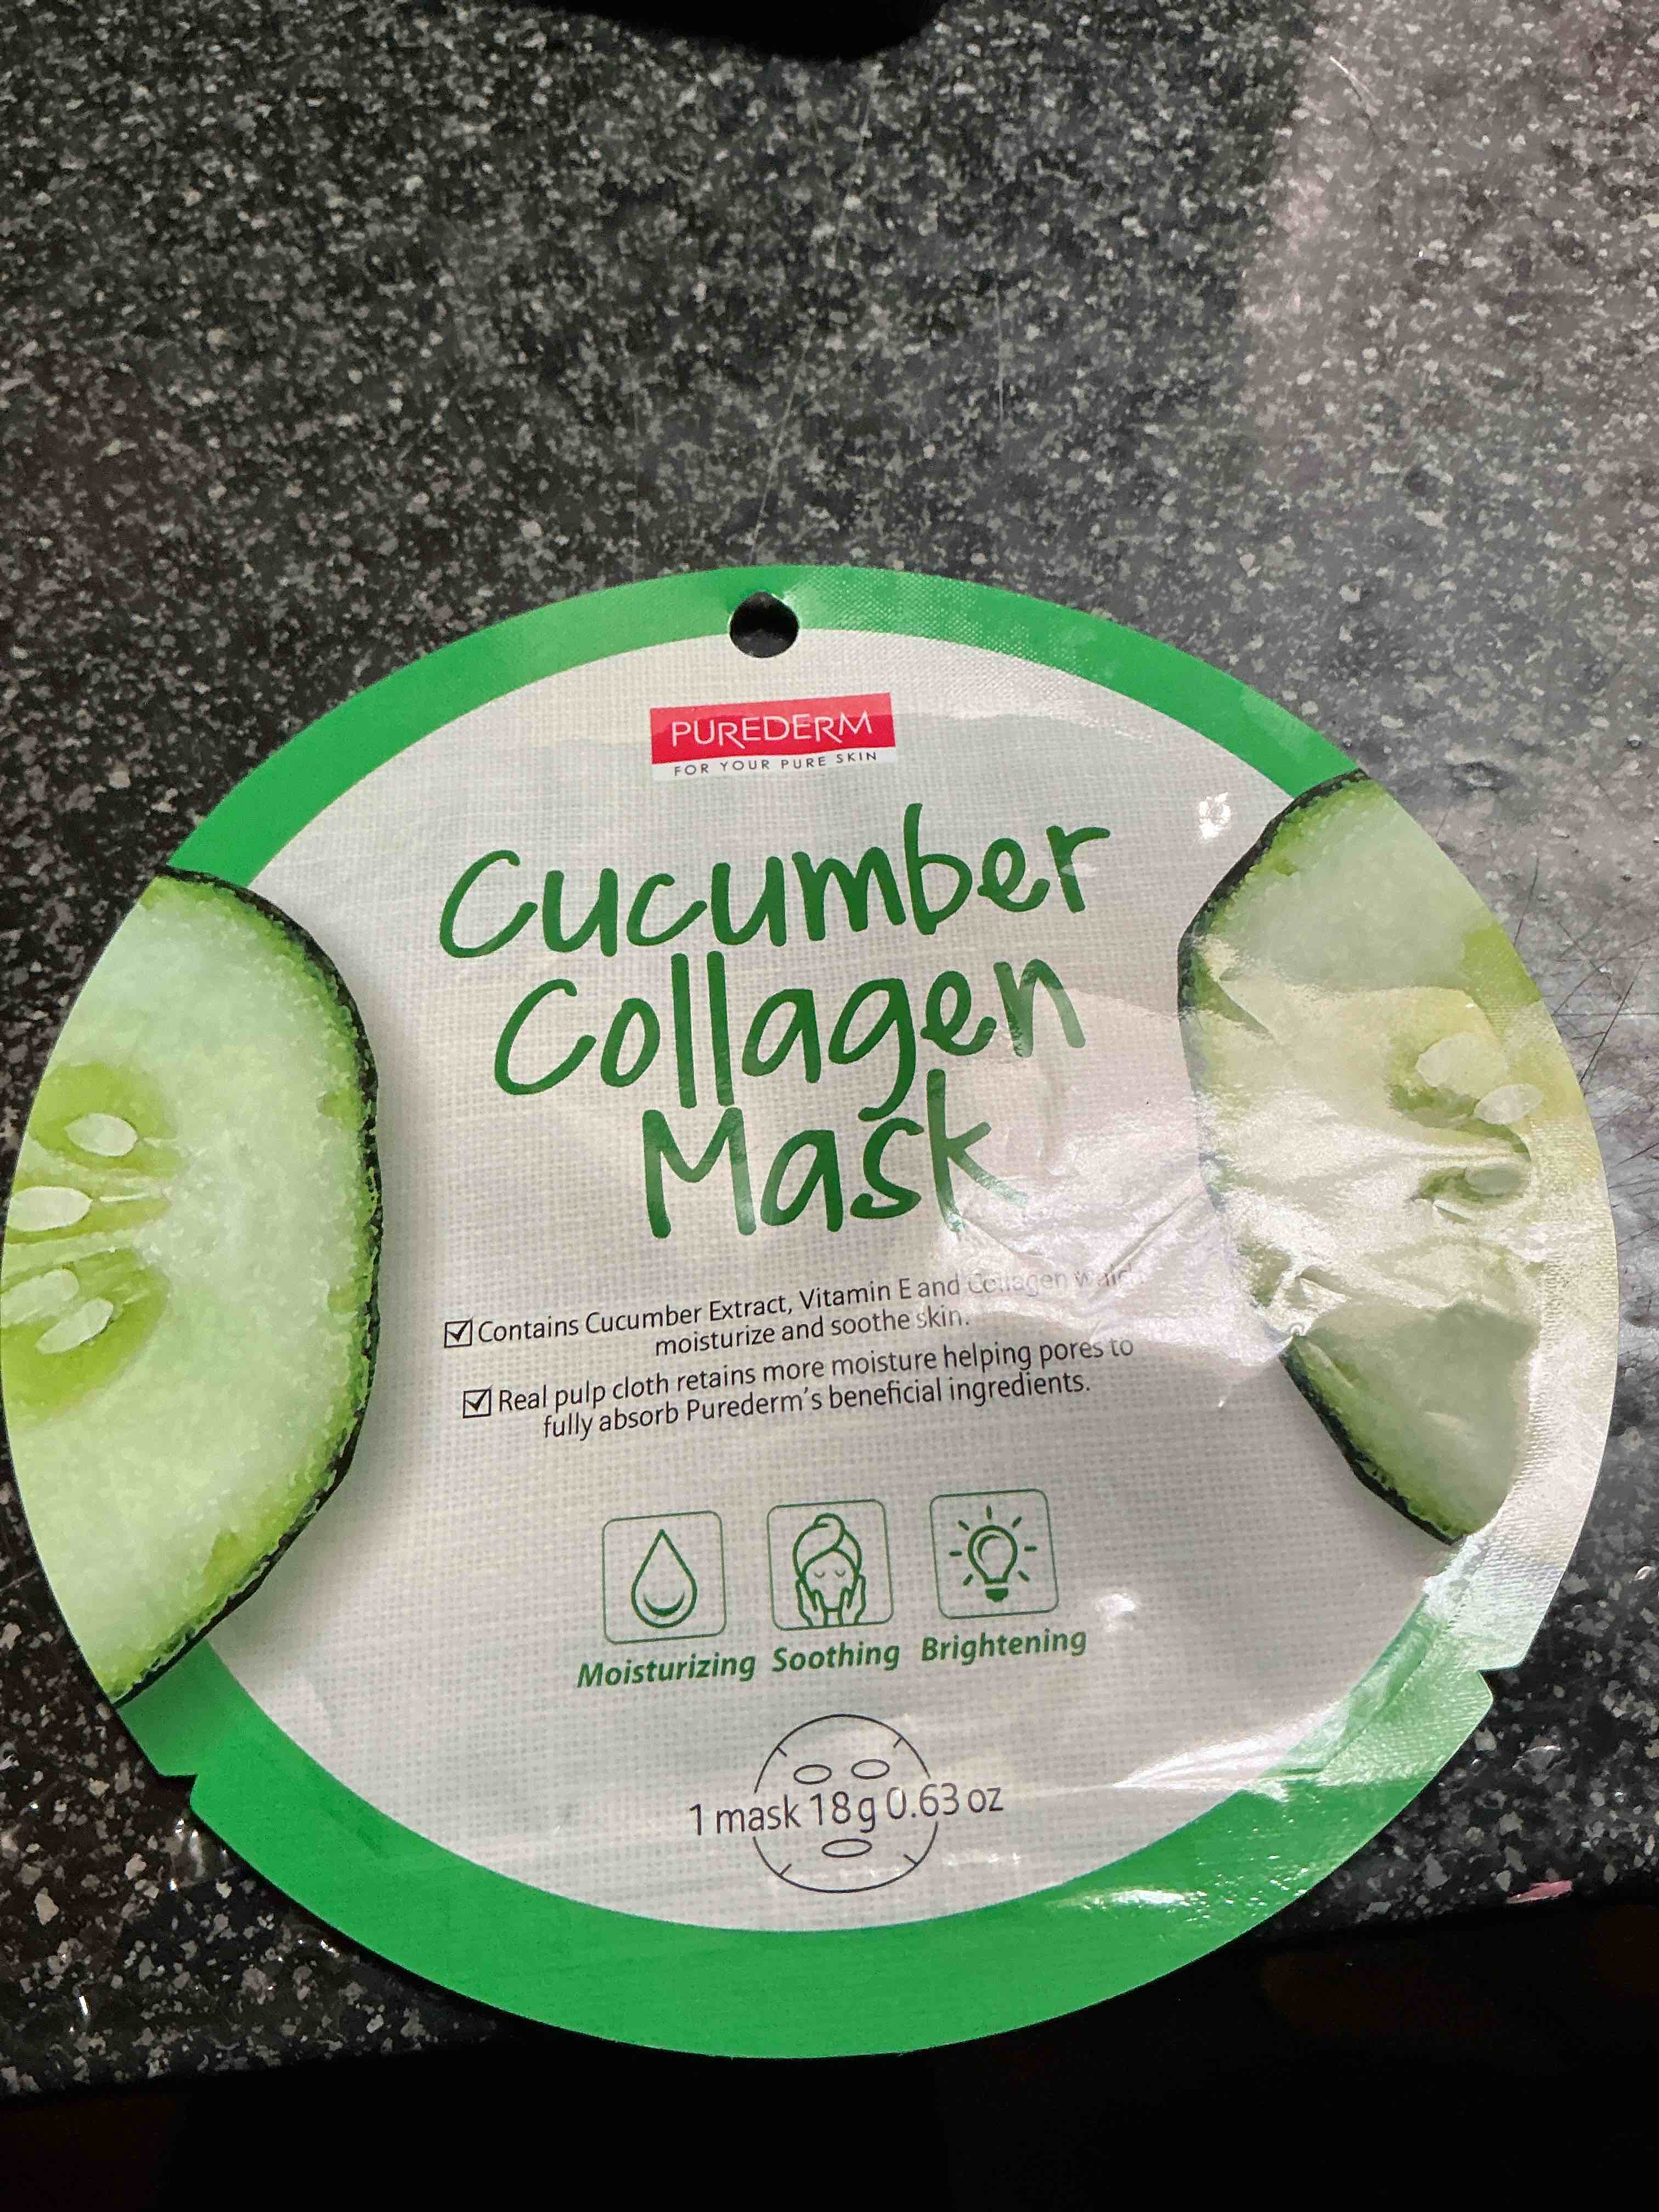 PUREDERM
FOR YOUR PURE SKIN
Cucumber
Collagen
Mask
Contains Cucumber Extract, Vitamin E and Collagen which
moisturize and soothe skin.
Real pulp cloth retains more moisture helping pores to
fully absorb Purederm's beneficial ingredients.
Moisturizing Soothing Brightening
1 mask 18g 0.63 oz